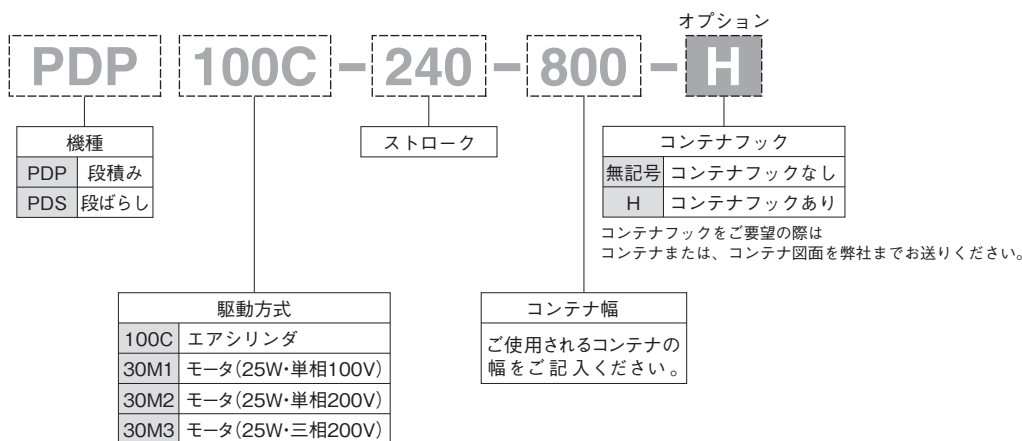 オプション
PDP 100C - 240 - 800 - H
機種
PDP 段積み
PDS 段ばらし
ストローク
コンテナフック
無記号 コンテナフックなし
H コンテナフックあり
コンテナフックをご要望の際は
コンテナまたは、コンテナ図面を弊社までお送りください。
駆動方式
100C エアシリンダ
30M1 モータ(25W・単相100V)
30M2 モータ(25W・単相200V)
30M3 モータ(25W・三相200V)
コンテナ幅
ご使用されるコンテナの
幅をご記入ください。